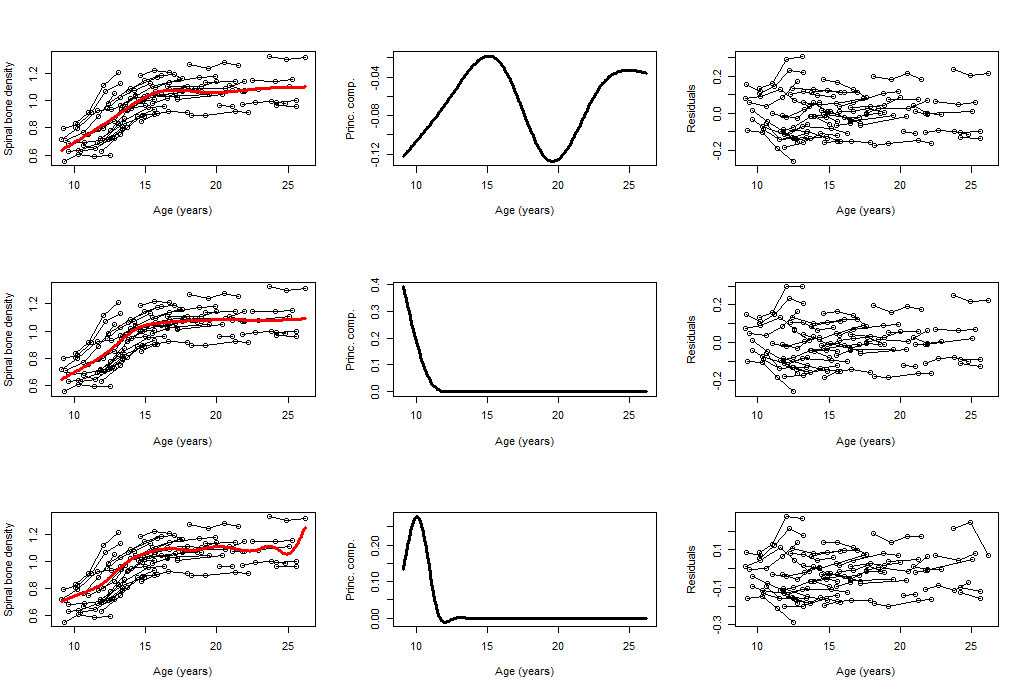 Spinal bone density
0.6 0.8 1.0 1.2
10 15 20 25
Age (years)
Princ. comp.
-0.12 -0.08 -0.04
10 15 20 25
Age (years)
Residuals
-0.2 0.0 0.2
10 15 20 25
Age (years)
Spinal bone density
0.6 0.8 1.0 1.2
10 15 20 25
Age (years)
Princ. comp.
0.0 0.1 0.2 0.3 0.4
10 15 20 25
Age (years)
Residuals
-0.2 0.0 0.2
10 15 20 25
Age (years)
Spinal bone density
0.6 0.8 1.0 1.2
10 15 20 25
Age (years)
Princ. comp.
0.00 0.10 0.20
10 15 20 25
Age (years)
Residuals
-0.3 -0.1 0.1
10 15 20 25
Age (years)